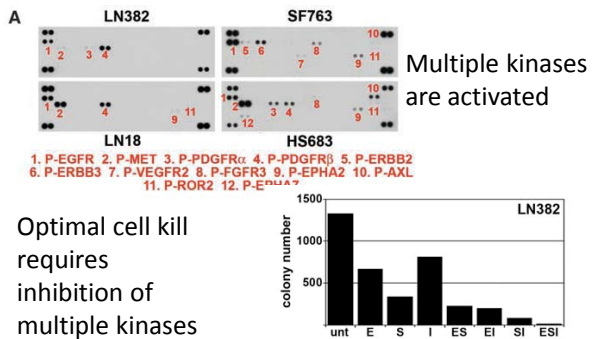 A
LN382
SF763
1 2 3 4
1 5 6 7 8 9 10 11
Multiple kinases
are activated
1 2 4 9 11
1 2 12 3 4 8 9 10 11
LN18
HS683
1. P-EGFR 2. P-MET 3. P-PDGFRα 4. P-PDGFRβ 5. P-ERBB2
6. P-ERBB3 7. P-VEGFR2 8. P-FGFR3 9. P-EPHA2 10. P-AXL
11. P-ROR2 12. P-EPHA7
Optimal cell kill
requires
inhibition of
multiple kinases
LN382
colony number
1500
1000
500
unt E S I ES EI SI ESI